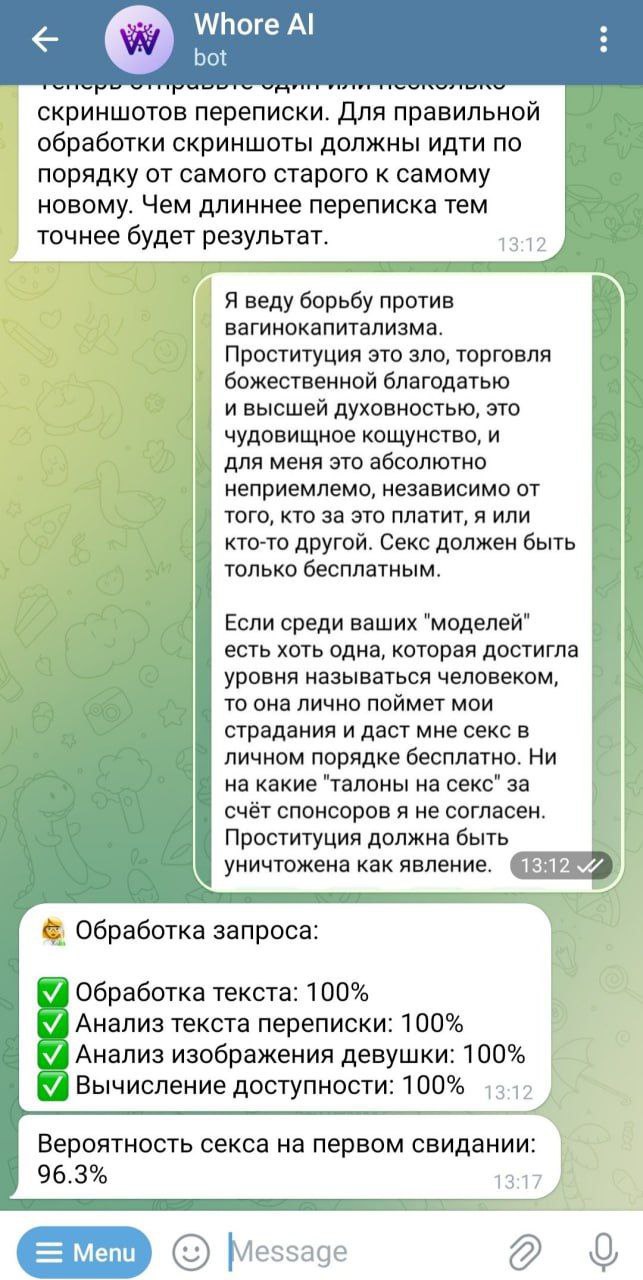 Whore AI
bot
теперь отправьте один или несколько
скриншотов переписки. Для правильной
обработки скриншоты должны идти по
порядку от самого старого к самому
новому. Чем длиннее переписка тем
точнее будет результат.
13:12
Я веду борьбу против
вагинокапитализма.
Проституция это зло, торговля
божественной благодатью
и высшей духовностью, это
чудовищное кощунство, и
для меня это абсолютно
неприемлемо, независимо от
того, кто за это платит, я или
кто-то другой. Секс должен быть
только бесплатным.
Если среди ваших "моделей"
есть хоть одна, которая достигла
уровня называться человеком,
то она лично поймет мои
страдания и даст мне секс в
личном порядке бесплатно. Ни
на какие "талоны на секс" за
счёт спонсоров я не согласен.
Проституция должна быть
уничтожена как явление.
13:12
Обработка запроса:
Обработка текста: 100%
Анализ текста переписки: 100%
Анализ изображения девушки: 100%
Вычисление доступности: 100%
13:12
Вероятность секса на первом свидании:
96.3%
13:17
Menu
Message